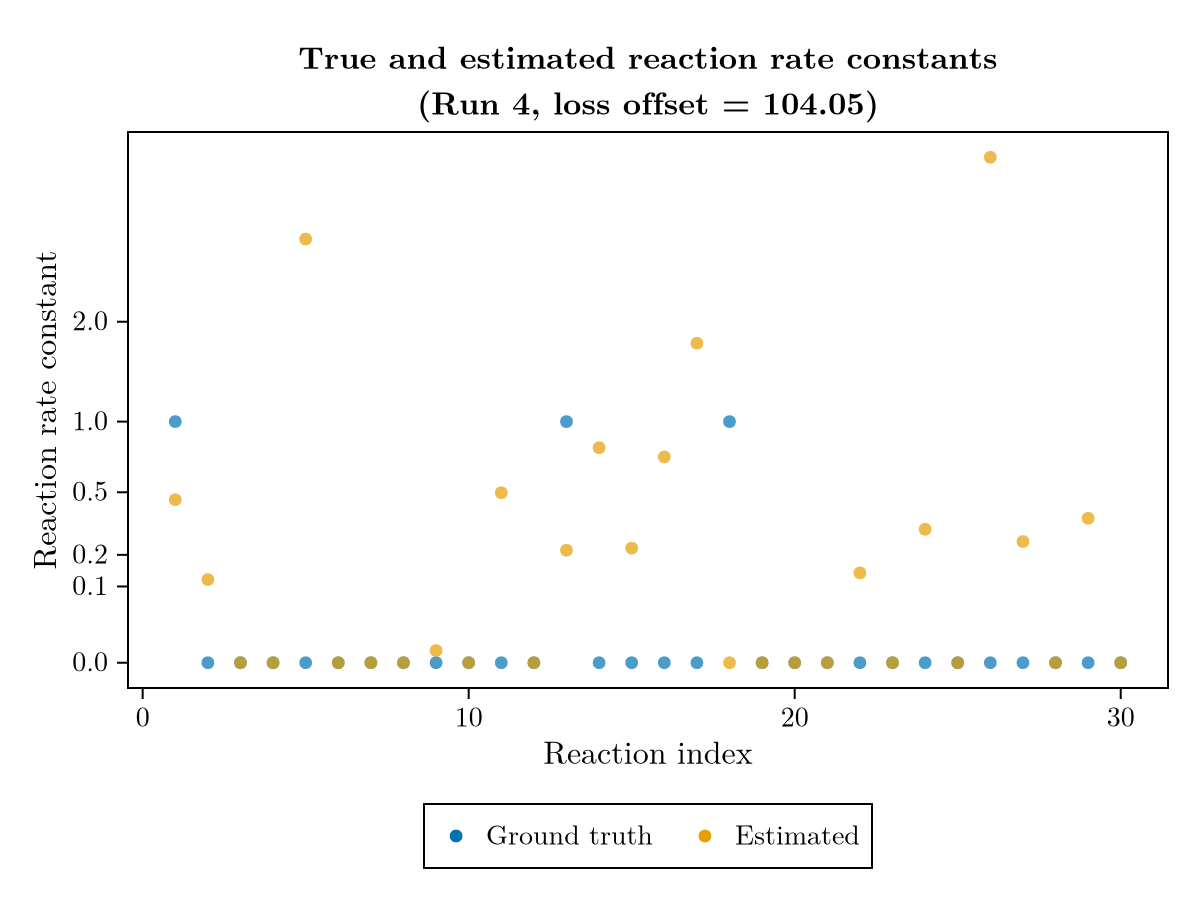 True and estimated reaction rate constants
(Run 4, loss offset = 104.05)
Reaction rate constant
2.0
1.0
0.5
0.2
0.1
0.0
0 10 20 30
Reaction index
Ground truth Estimated